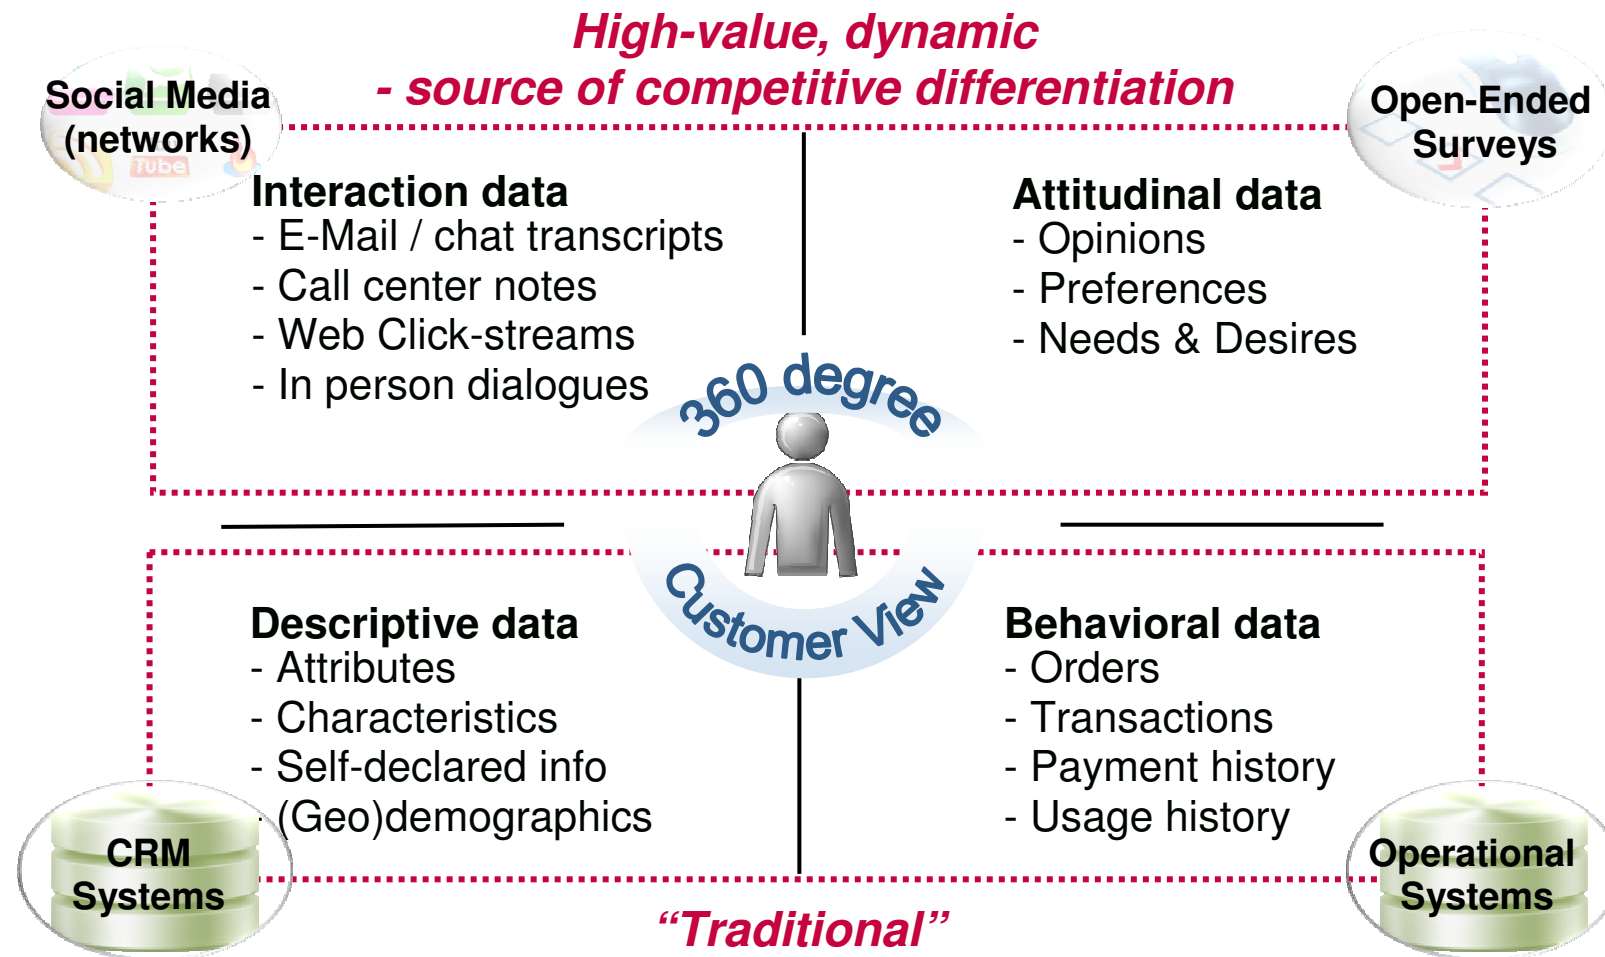 High-value, dynamic
- source of competitive differentiation
Social Media
(networks)
Tube
Open-Ended
Surveys
Interaction data
- E-Mail / chat transcripts
- Call center notes
- Web Click-streams
- In person dialogues
Attitudinal data
- Opinions
- Preferences
- Needs & Desires
360 degree
Customer View
Descriptive data
- Attributes
- Characteristics
- Self-declared info
- (Geo)demographics
Behavioral data
- Orders
- Transactions
- Payment history
- Usage history
CRM
Systems
Operational
Systems
“Traditional”